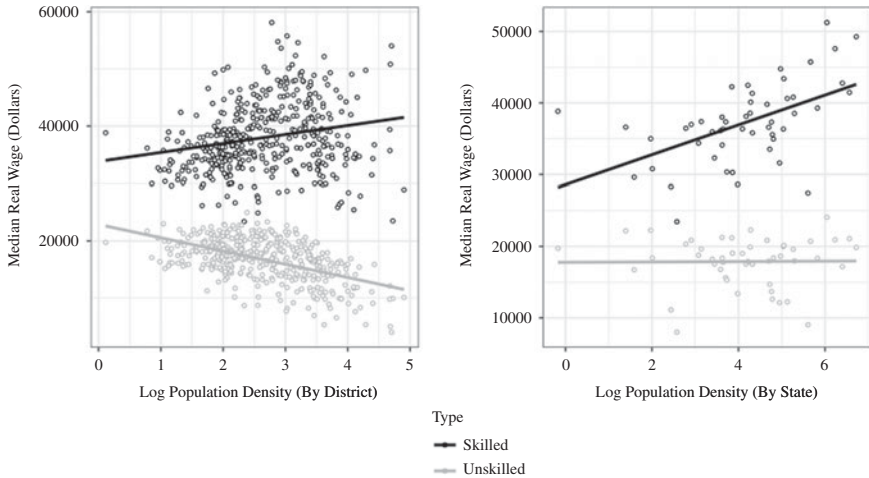 60000
40000
20000
Median Real Wage (Dollars)
0 1 2 3 4 5
Log Population Density (By District)
50000
40000
30000
20000
10000
Median Real Wage (Dollars)
0 2 4 6
Log Population Density (By State)
Type
Skilled
Unskilled